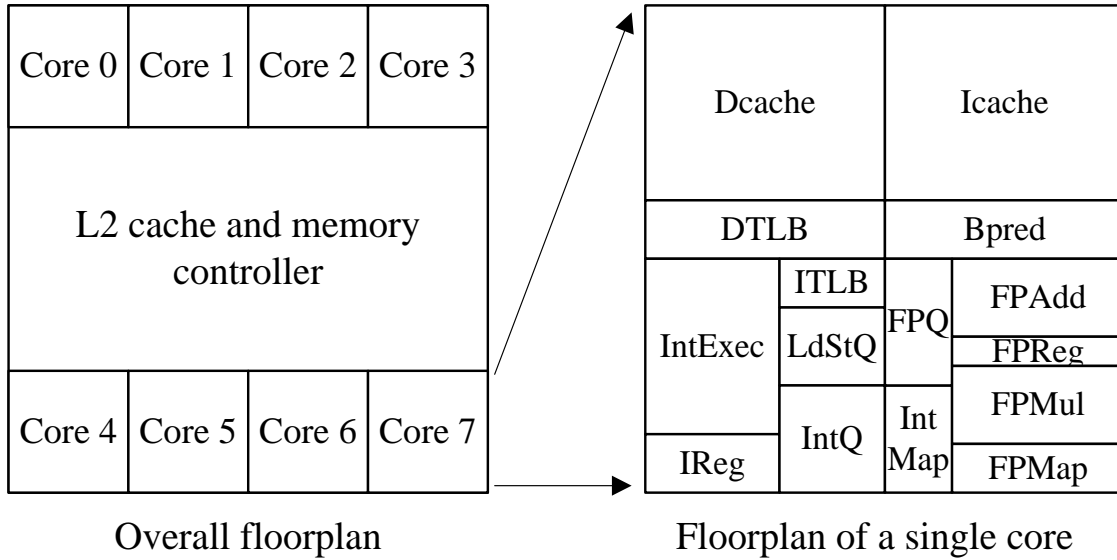 Core 0 Core 1 Core 2 Core 3
L2 cache and memory
controller
Core 4 Core 5 Core 6 Core 7
Overall floorplan
Dcache Icache
DTLB Bpred
ITLB
FPAdd
FPQ
IntExec LdStQ
FPReg
FPMul
Int
Map
IntQ
IReg
FPMap
Floorplan of a single core